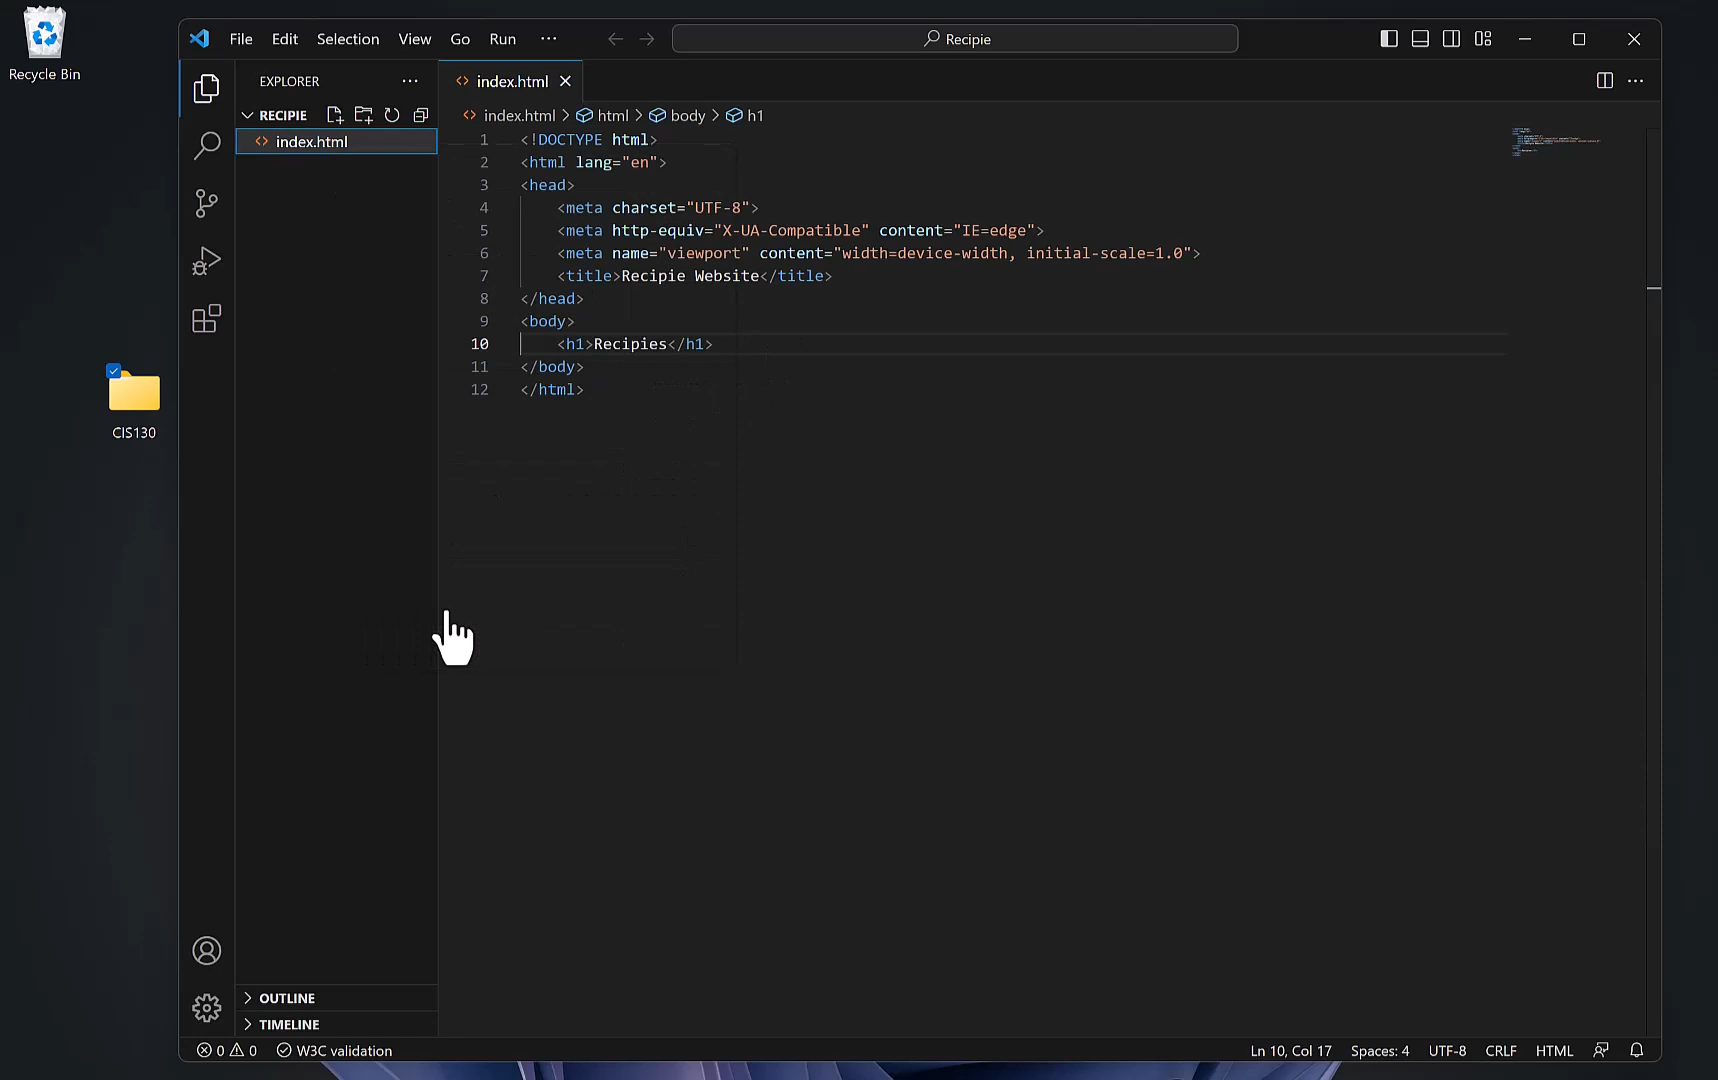 Recycle Bin
File Edit Selection View Go Run ···
Recipie
EXPLORER ···
index.html
RECIPIE
index.html
index.html > html > body > h1
1 <!DOCTYPE html>
2 <html lang="en">
3 <head>
4 <meta charset="UTF-8">
5 <meta http-equiv="X-UA-Compatible" content="IE=edge">
6 <meta name="viewport" content="width=device-width, initial-scale=1.0">
7 <title>Recipie Website</title>
8 </head>
9 <body>
10 <h1>Recipies</h1>
11 </body>
12 </html>
CIS130
OUTLINE
TIMELINE
0 0 W3C validation
Ln 10, Col 17 Spaces: 4 UTF-8 CRLF HTML